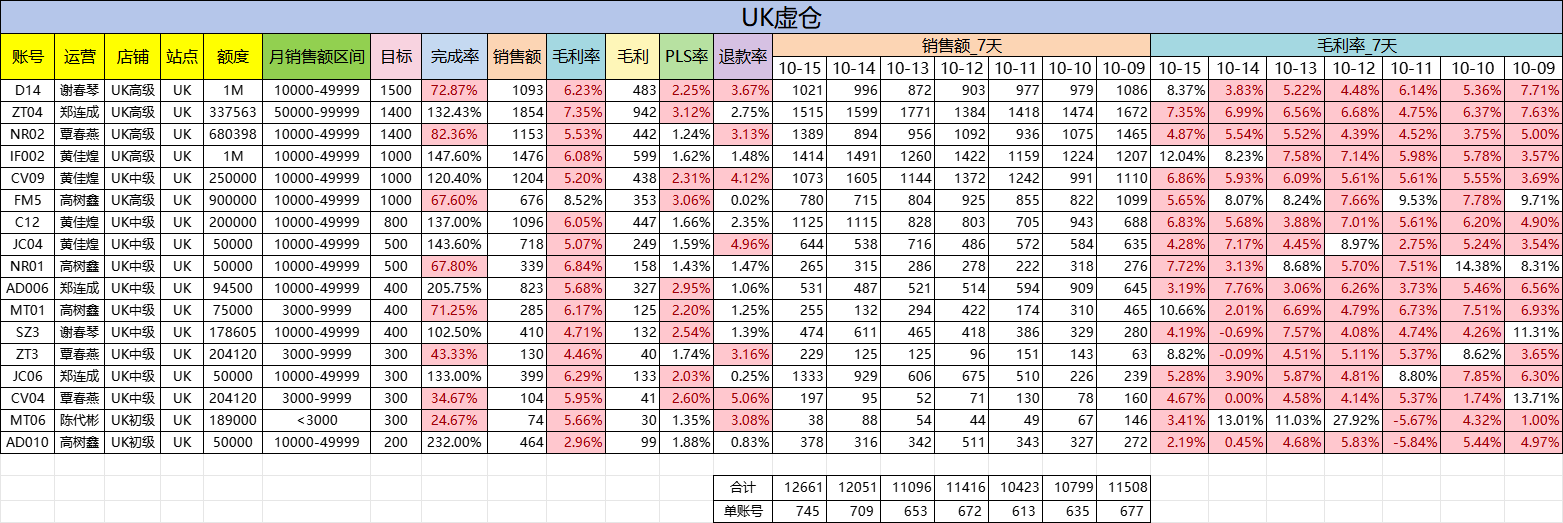 UK虚仓
账号 运营 店铺 站点 额度 月销售额区间 目标 完成率 销售额 毛利率 毛利 PLS率 退款率 销售额_7天 毛利率_7天
10-15 10-14 10-13 10-12 10-11 10-10 10-09 10-15 10-14 10-13 10-12 10-11 10-10 10-09
D14 谢春琴 UK高级 UK 1M 10000-49999 1500 72.87% 1093 6.23% 483 2.25% 3.67% 1021 996 872 903 977 979 1086 8.37% 3.83% 5.22% 4.48% 6.14% 5.36% 7.71%
ZT04 郑连成 UK高级 UK 337563 50000-99999 1400 132.43% 1854 7.35% 942 3.12% 2.75% 1515 1599 1771 1384 1418 1474 1672 7.35% 6.99% 6.56% 6.68% 4.75% 6.37% 7.63%
NR02 覃春燕 UK高级 UK 680398 10000-49999 1400 82.36% 1153 5.53% 442 1.24% 3.13% 1389 894 956 1092 936 1075 1465 4.87% 5.54% 5.52% 4.39% 4.52% 4.71% 5.00%
IF002 黄佳煌 UK高级 UK 1M 10000-49999 1000 147.60% 1476 6.08% 599 1.62% 1.48% 1414 1491 1260 1422 1159 1224 1207 12.04% 8.23% 7.58% 7.14% 5.98% 5.78% 3.57%
CV09 黄佳煌 UK中级 UK 250000 10000-49999 1000 120.40% 1204 5.20% 438 2.31% 4.12% 1073 1605 1144 1372 1242 991 1110 6.86% 5.93% 6.09% 5.61% 5.61% 5.55% 3.69%
FM5 高树鑫 UK高级 UK 900000 10000-49999 1000 67.60% 676 8.52% 353 3.06% 0.02% 780 715 804 925 855 822 1099 5.65% 8.07% 8.24% 7.66% 9.53% 7.78% 9.71%
C12 黄佳煌 UK中级 UK 200000 10000-49999 800 137.00% 1096 6.05% 447 1.66% 2.35% 1125 1115 828 803 705 943 688 6.83% 5.68% 3.88% 7.01% 5.61% 6.20% 4.90%
JC04 黄佳煌 UK中级 UK 50000 10000-49999 500 143.60% 718 5.07% 249 1.59% 4.96% 644 538 716 486 572 584 635 4.28% 7.17% 4.45% 8.97% 2.75% 5.24% 3.54%
NR01 高树鑫 UK中级 UK 50000 10000-49999 500 67.80% 339 6.84% 158 1.43% 1.47% 265 315 286 278 222 318 276 7.72% 3.13% 8.68% 5.70% 7.51% 14.38% 8.31%
AD006 郑连成 UK中级 UK 94500 10000-49999 400 205.75% 823 5.68% 327 2.95% 1.06% 531 487 521 514 594 909 645 3.19% 7.76% 3.06% 6.26% 3.73% 5.46% 6.56%
MT01 高树鑫 UK中级 UK 75000 3000-9999 400 71.25% 285 6.17% 125 2.20% 1.25% 255 132 294 422 174 310 465 10.66% 2.01% 6.69% 4.79% 6.73% 7.51% 6.93%
SZ3 谢春琴 UK中级 UK 178605 10000-49999 400 102.50% 410 4.71% 132 2.54% 1.39% 474 611 465 418 386 329 280 4.19% -0.69% 7.57% 4.08% 4.74% 4.26% 11.31%
ZT3 覃春燕 UK中级 UK 204120 3000-9999 300 43.33% 130 4.46% 40 1.74% 3.16% 229 125 125 96 151 143 63 8.82% -0.09% 4.51% 5.11% 5.37% 8.62% 3.65%
JC06 郑连成 UK中级 UK 50000 10000-49999 300 133.00% 399 6.29% 133 2.03% 0.25% 1333 929 606 675 510 226 239 5.28% 3.90% 5.87% 4.81% 8.80% 7.85% 6.30%
CV04 覃春燕 UK中级 UK 204120 3000-9999 300 34.67% 104 5.95% 41 2.60% 5.06% 197 95 52 71 130 78 160 4.67% 0.00% 4.58% 4.14% 5.37% 1.74% 13.71%
MT06 陈代彬 UK初级 UK 189000 <3000 300 24.67% 74 5.66% 30 1.35% 3.08% 38 88 54 44 49 67 146 3.41% 13.01% 11.03% 27.92% -5.67% 4.32% 1.00%
AD010 高树鑫 UK初级 UK 50000 10000-49999 200 232.00% 464 2.96% 99 1.88% 0.83% 378 316 342 511 343 327 272 2.19% 0.45% 4.68% 5.83% -5.84% 5.44% 4.97%
合计 12661 12051 11096 11416 10423 10799 11508
单账号 745 709 653 672 613 635 677